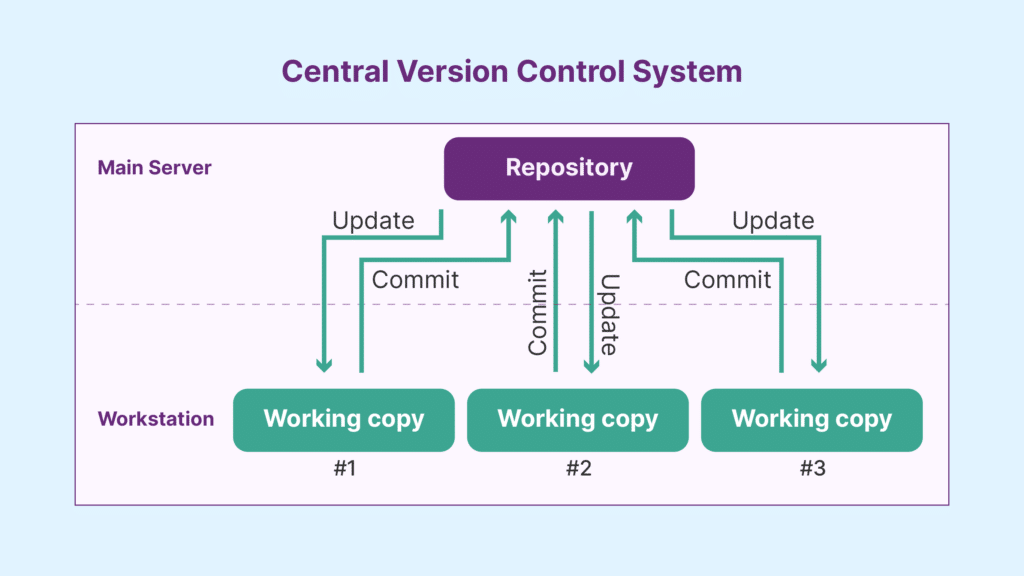 Central Version Control System
Main Server
Repository
Update
Update
Commit
Commit
Commit
Update
Workstation
Working copy
Working copy
Working copy
#1
#2
#3